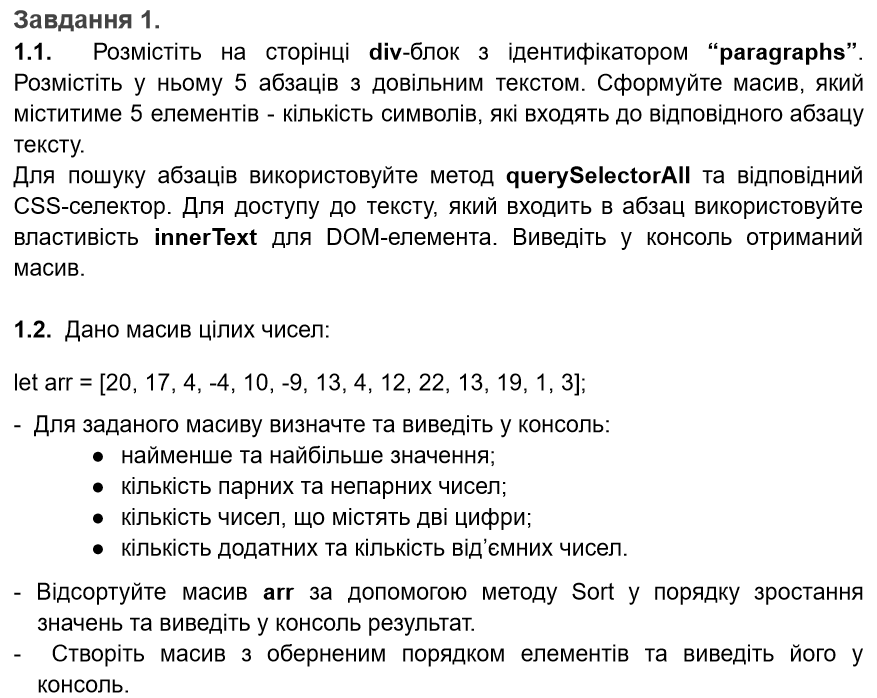 Завдання 1.
1.1. Розмістіть на сторінці div-блок з ідентифікатором “paragraphs”.
Розмістіть у ньому 5 абзаців з довільним текстом. Сформуйте масив, який
міститиме 5 елементів - кількість символів, які входять до відповідного абзацу
тексту.
Для пошуку абзаців використовуйте метод querySelectorAll та відповідний
CSS-селектор. Для доступу до тексту, який входить в абзац використовуйте
властивість innerText для DOM-елемента. Виведіть у консоль отриманий
масив.
1.2. Дано масив цілих чисел:
let arr = [20, 17, 4, -4, 10, -9, 13, 4, 12, 22, 13, 19, 1, 3];
- Для заданого масиву визначте та виведіть у консоль:
● найменше та найбільше значення;
● кількість парних та непарних чисел;
● кількість чисел, що містять дві цифри;
● кількість додатних та кількість від’ємних чисел.
- Відсортуйте масив arr за допомогою методу Sort у порядку зростання
значень та виведіть у консоль результат.
- Створіть масив з оберненим порядком елементів та виведіть його у
консоль.